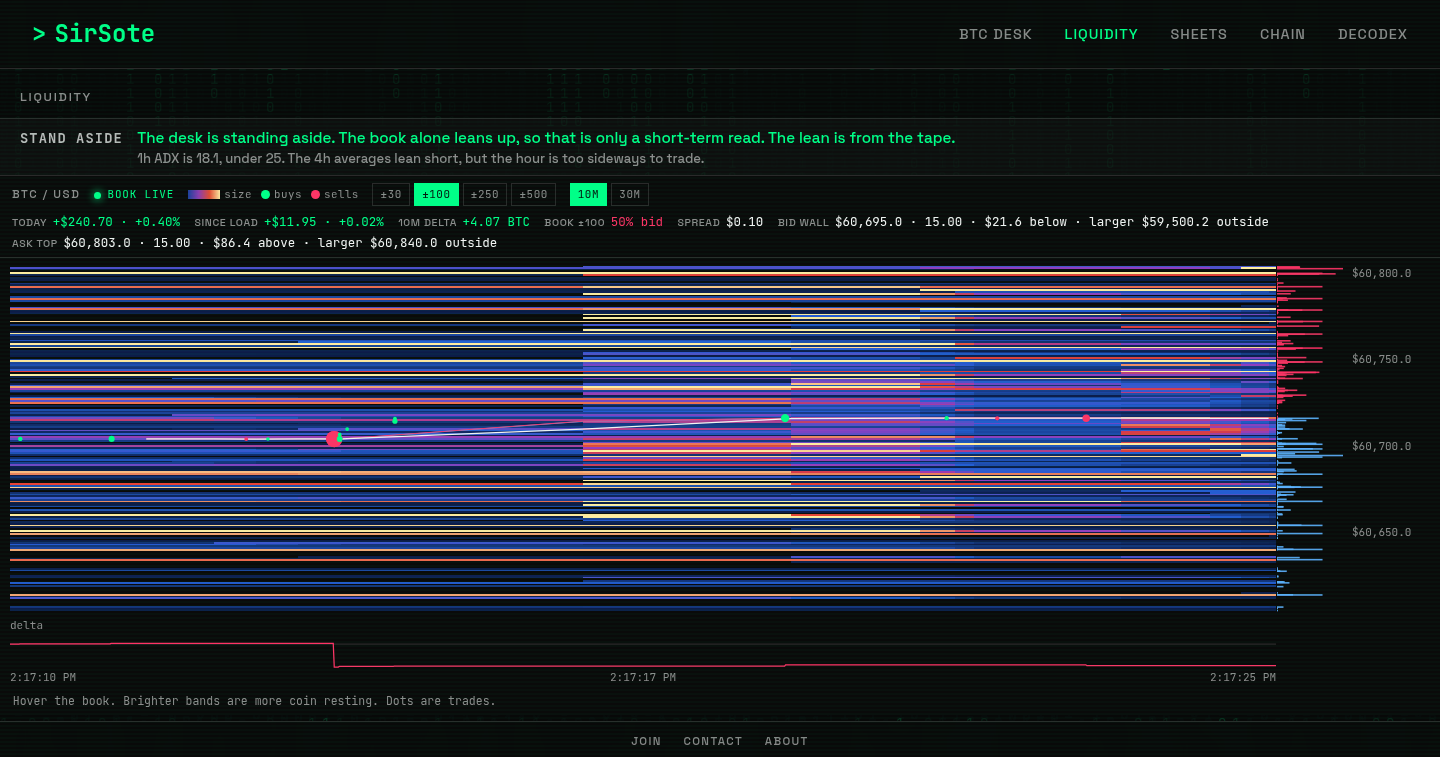 > SirSote
BTC DESK LIQUIDITY SHEETS CHAIN DECODEX
LIQUIDITY
STAND ASIDE The desk is standing aside. The book alone leans up, so that is only a short-term read. The lean is from the tape.
1h ADX is 18.1, under 25. The 4h averages lean short, but the hour is too sideways to trade.
BTC / USD BOOK LIVE size buys sells ±30 ±100 ±250 ±500 10M 30M
TODAY +$240.70 · +0.40% SINCE LOAD +$11.95 · +0.02% 10M DELTA +4.07 BTC BOOK ±100 50% bid SPREAD $0.10 BID WALL $60,695.0 · 15.00 · $21.6 below · larger $59,500.2 outside
ASK TOP $60,803.0 · 15.00 · $86.4 above · larger $60,840.0 outside
$60,800.0
$60,750.0
$60,700.0
$60,650.0
delta
2:17:10 PM 2:17:17 PM 2:17:25 PM
Hover the book. Brighter bands are more coin resting. Dots are trades.
JOIN CONTACT ABOUT